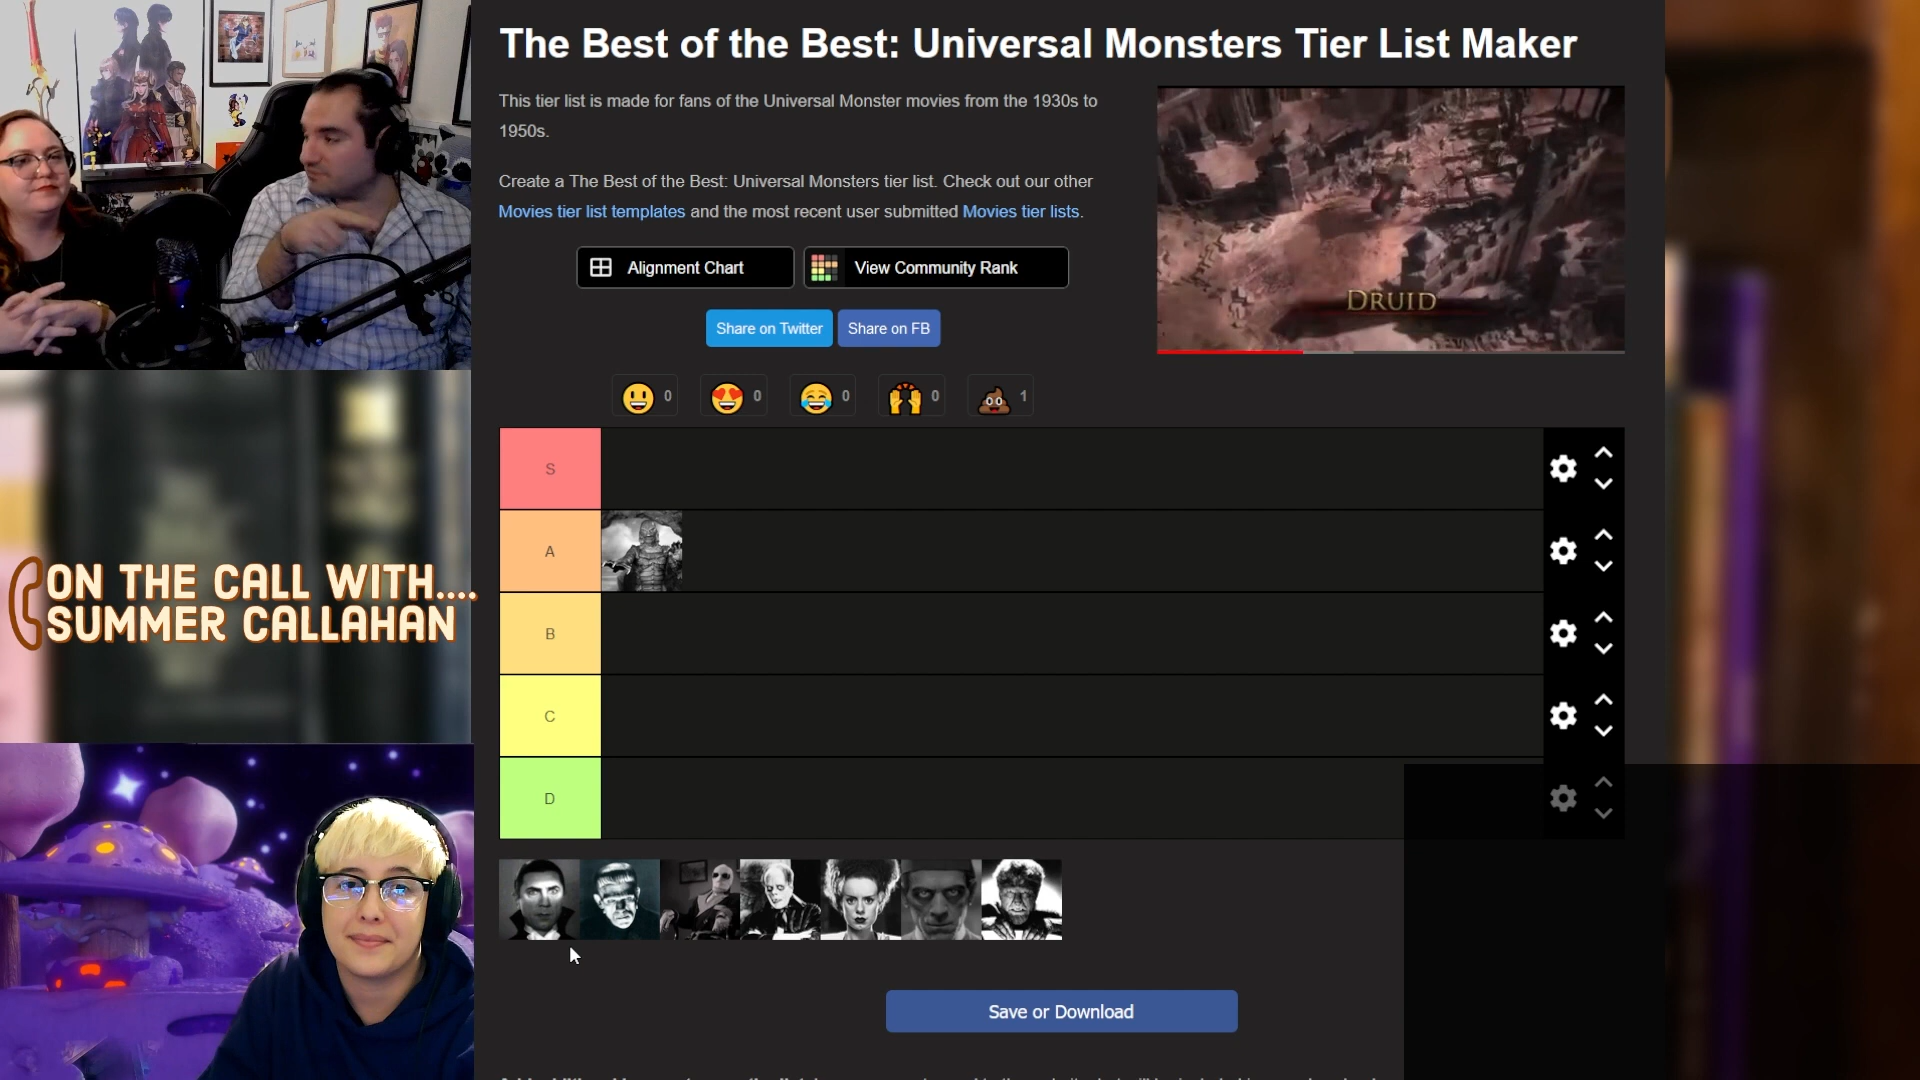 The Best of the Best: Universal Monsters Tier List Maker
This tier list is made for fans of the Universal Monster movies from the 1930s to
1950s.
Create a The Best of the Best: Universal Monsters tier list. Check out our other
Movies tier list templates and the most recent user submitted Movies tier lists.
Alignment Chart
View Community Rank
Share on Twitter
Share on FB
DRUID
0
0
0
0
1
S
A
B
C
D
ON THE CALL WITH....
SUMMER CALLAHAN
Save or Download